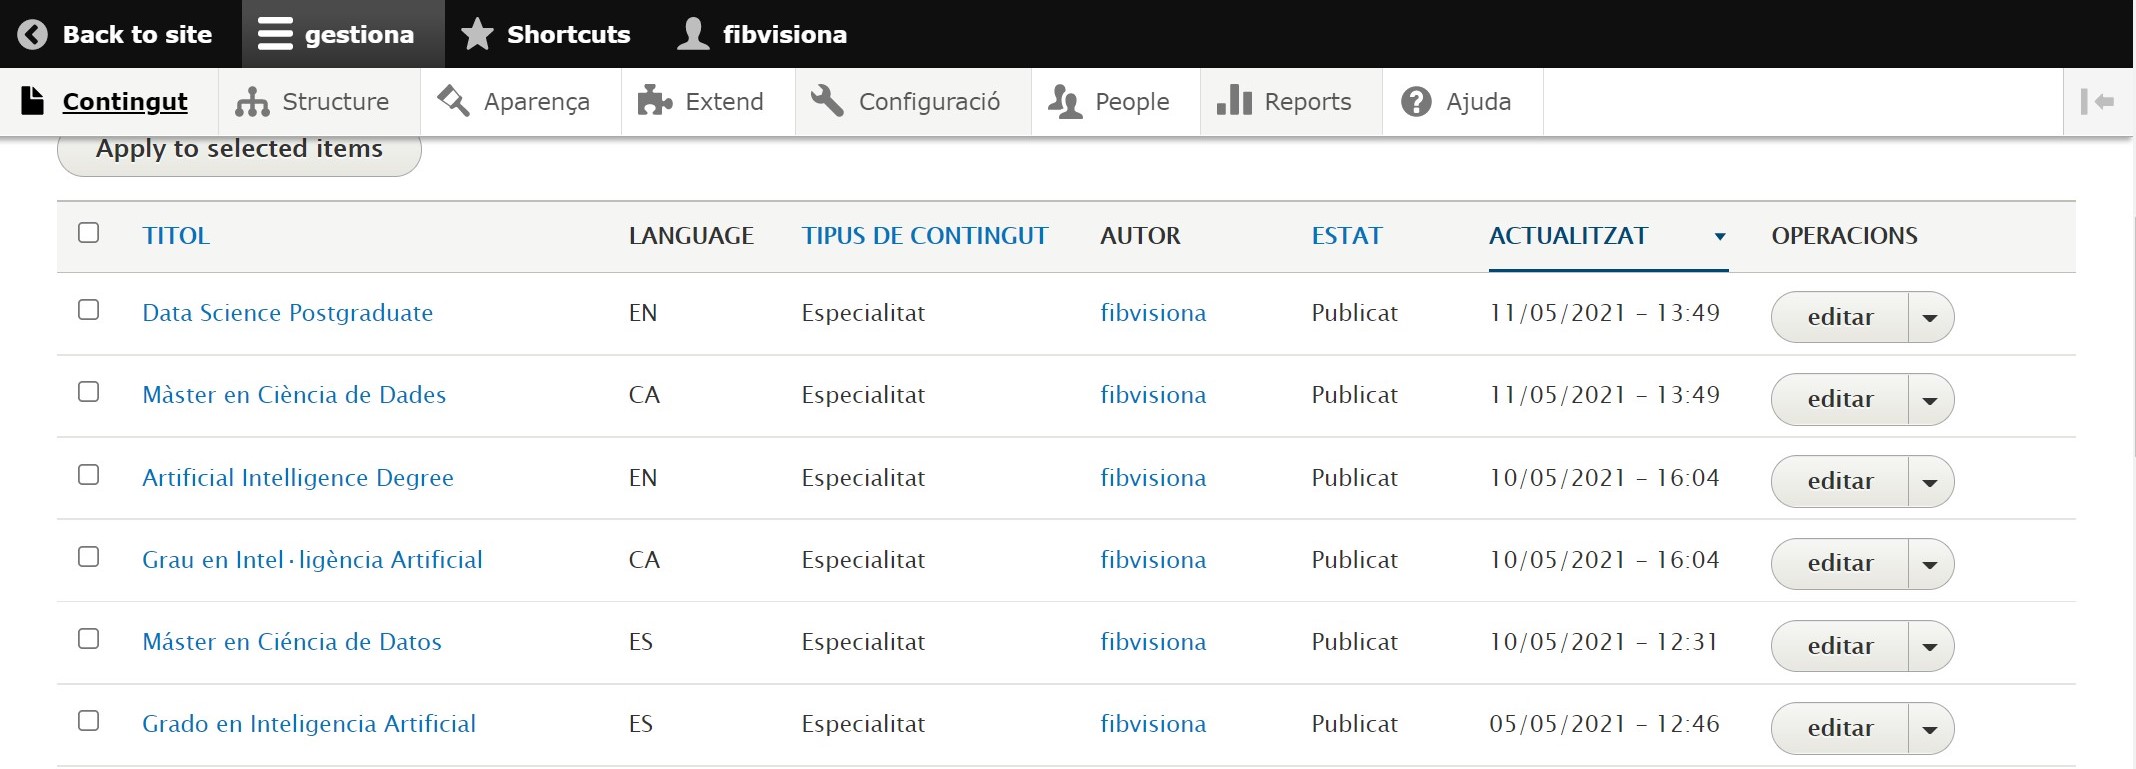 Back to site gestiona Shortcuts fibvisiona
Contingut Structure Aparença Extend Configuració People Reports Ajuda
Apply to selected items
TITOL LANGUAGE TIPUS DE CONTINGUT AUTOR ESTAT ACTUALITZAT OPERACIONS
Data Science Postgraduate EN Especialitat fibvisiona Publicat 11/05/2021 - 13:49 editar
Màster en Ciència de Dades CA Especialitat fibvisiona Publicat 11/05/2021 - 13:49 editar
Artificial Intelligence Degree EN Especialitat fibvisiona Publicat 10/05/2021 - 16:04 editar
Grau en Intel·ligència Artificial CA Especialitat fibvisiona Publicat 10/05/2021 - 16:04 editar
Máster en Ciéncia de Datos ES Especialitat fibvisiona Publicat 10/05/2021 - 12:31 editar
Grado en Inteligencia Artificial ES Especialitat fibvisiona Publicat 05/05/2021 - 12:46 editar